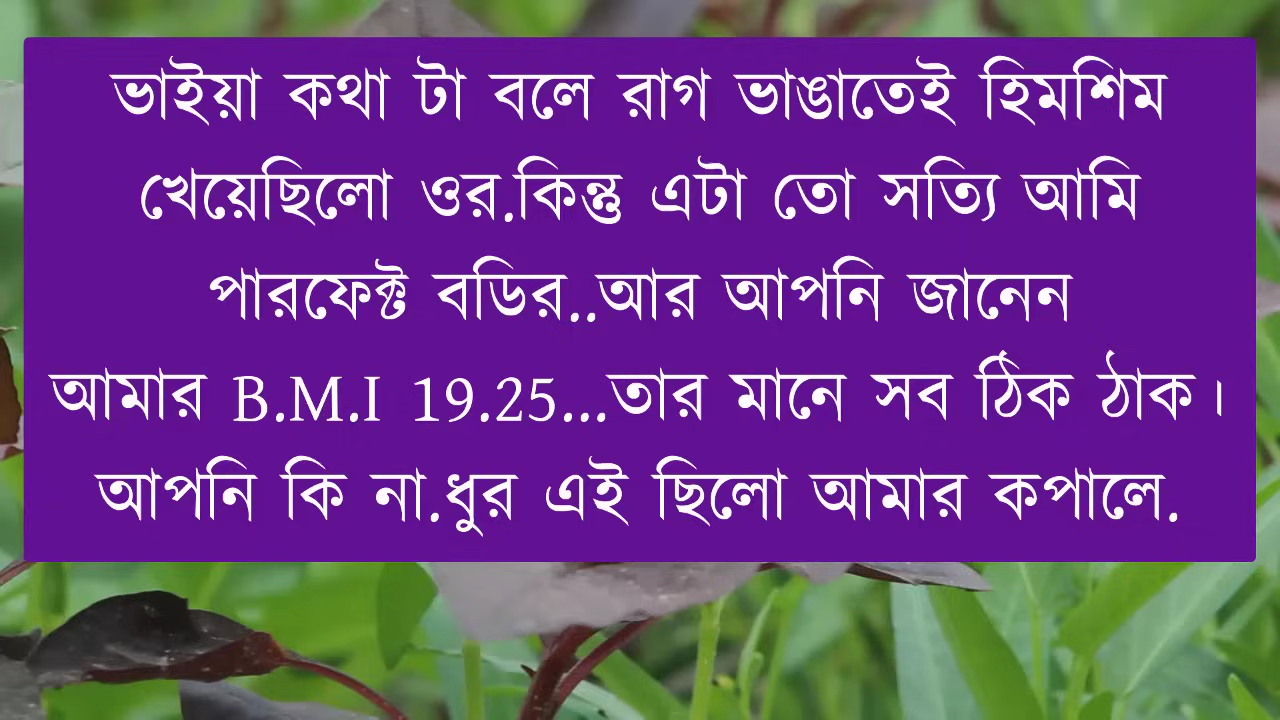 ভাইয়া কথা টা বলে রাগ ভাঙাতেই হিমশিম
খেয়েছিলো ওর.কিন্তু এটা তো সত্যি আমি
পারফেক্ট বডির..আর আপনি জানেন
আমার B.M.I 19.25...তার মানে সব ঠিক ঠাক।
আপনি কি না.ধুর এই ছিলো আমার কপালে.